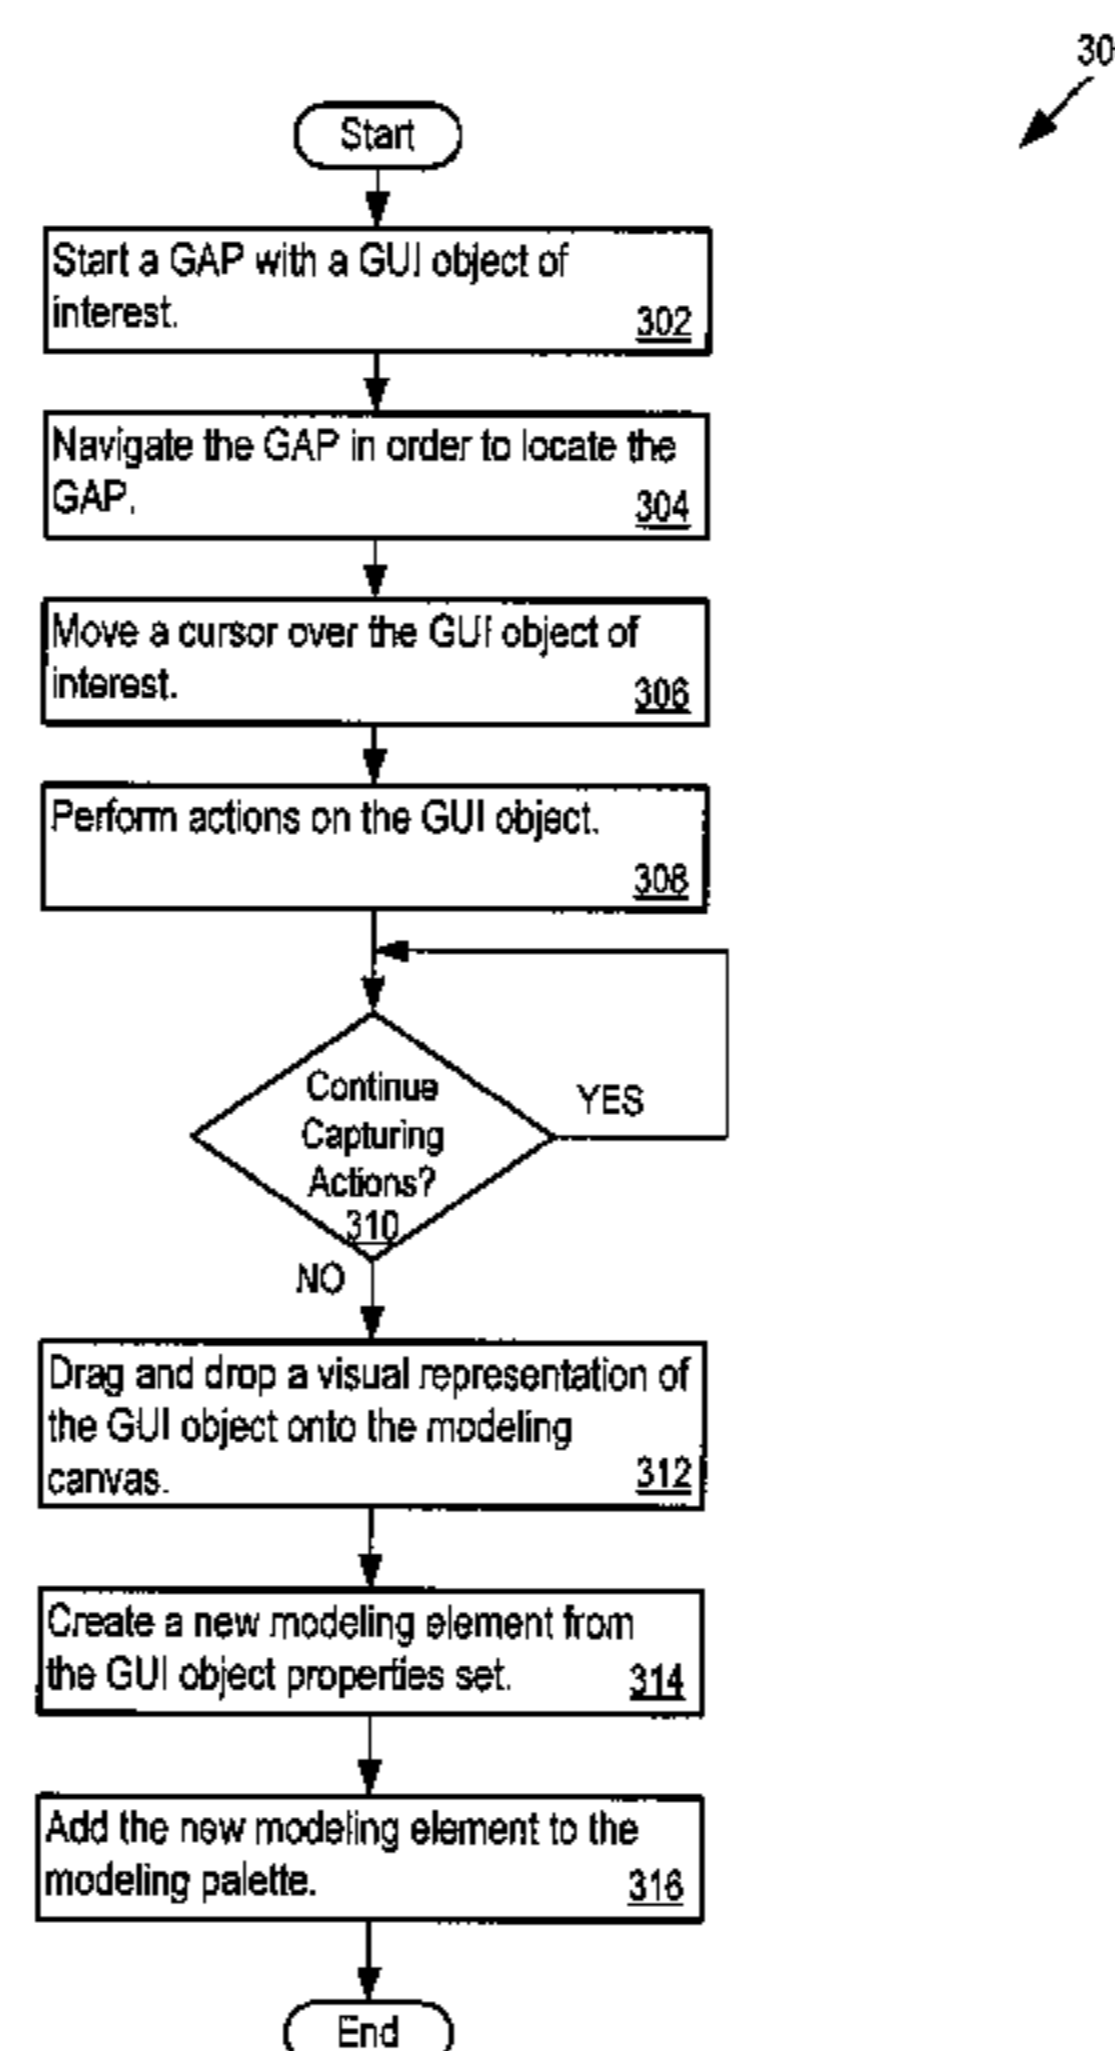 30
Start
Start a GAP with a GUI object of
interest.
302
Navigate the GAP in order to locate the
GAP.
304
Move a cursor over the GUI object of
interest.
306
Perform actions on the GUI object.
308
Continue
Capturing
Actions?
310
YES
NO
Drag and drop a visual representation of
the GUI object onto the modeling
canvas.
312
Create a new modeling element from
the GUI object properties set.
314
Add the new modeling element to the
modeling palette.
316
End